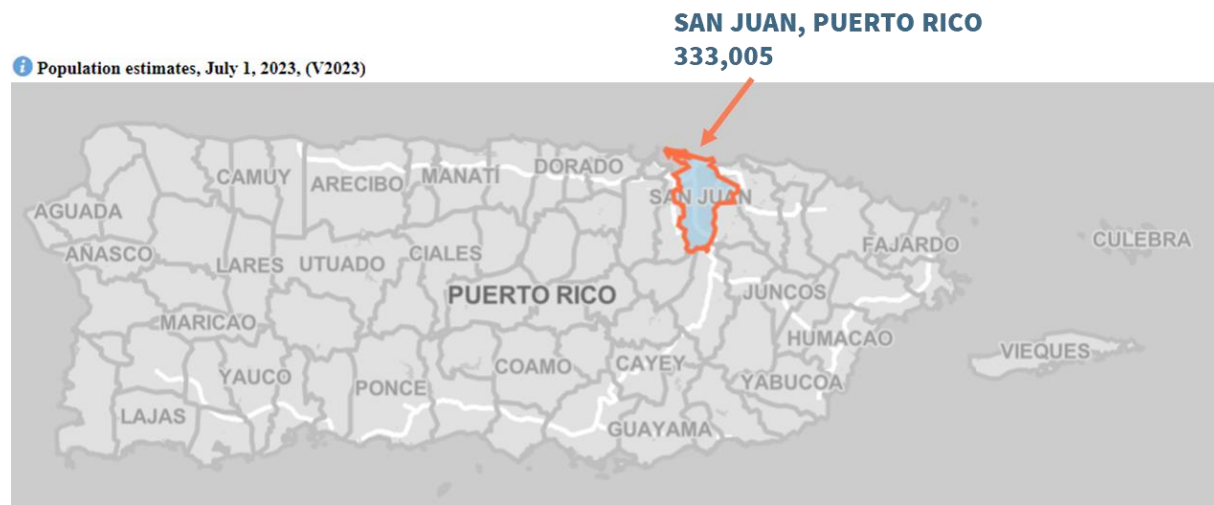 SAN JUAN, PUERTO RICO
333,005
i Population estimates, July 1, 2023, (V2023)
DORADO
CAMUY
ARECIBO
MANATÍ
SAN JUAN
AGUADA
AÑASCO
LARES
UTUADO
CIALES
FAJARDO
CULEBRA
PUERTO RICO
JUNCOS
MARICAO
HUMACAO
VIEQUES
COAMO
CAYEY
YAUCO
PONCE
YABUCOA
LAJAS
GUAYAMA